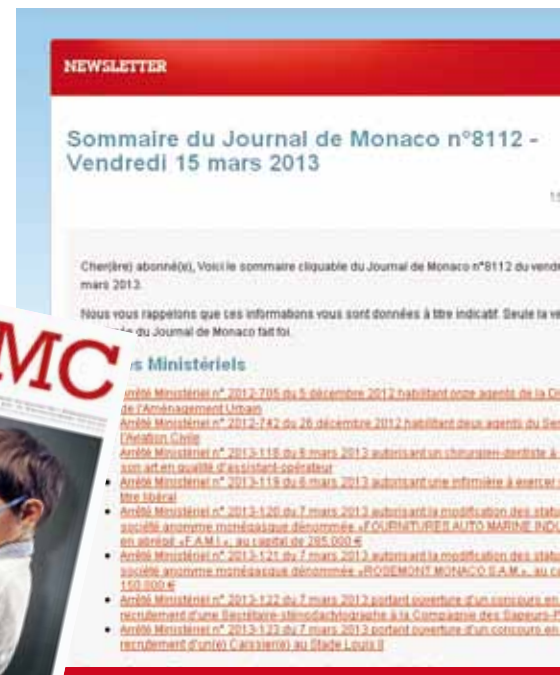 NEWSLETTER
Sommaire du Journal de Monaco n°8112 -
Vendredi 15 mars 2013
Cher(ère) abonné(e), Voici le sommaire cliquable du Journal de Monaco n°8112 du
mars 2013.
Nous vous rappelons que ces informations vous sont données à titre indicatif. Seule la
du Journal de Monaco fait foi.
MC
Ministériels
Arrêté Ministériel n° 2012-705 du 5 décembre 2012 habilitant onze agents de la
de l'Aménagement Urbain
Arrêté Ministériel n° 2012-742 du 26 décembre 2012 habilitant deux agents du
l'Aviation Civile
Arrêté Ministériel n° 2013-118 du 6 mars 2013 autorisant un chirurgien-dentiste à
son art en qualité d'assistant-opérateur
Arrêté Ministériel n° 2013-119 du 6 mars 2013 autorisant une infirmière à exercer
titre libéral
Arrêté Ministériel n° 2013-120 du 7 mars 2013 autorisant la modification des
société anonyme monégasque dénommée «FOURNITURES AUTO MARINE
en abrégé «F.A.M.I.», au capital de 295.000 €
Arrêté Ministériel n° 2013-121 du 7 mars 2013 autorisant la modification des
société anonyme monégasque dénommée «ROSEMONT MONACO S.A.M.», au
150.000 €
Arrêté Ministériel n° 2013-122 du 7 mars 2013 portant ouverture d'un concours en
recrutement d'une Secrétaire-sténodactylographe à la Compagnie des
Arrêté Ministériel n° 2013-123 du 7 mars 2013 portant ouverture d'un concours en
recrutement d'un(e) Caissier(e) au Stade Louis II